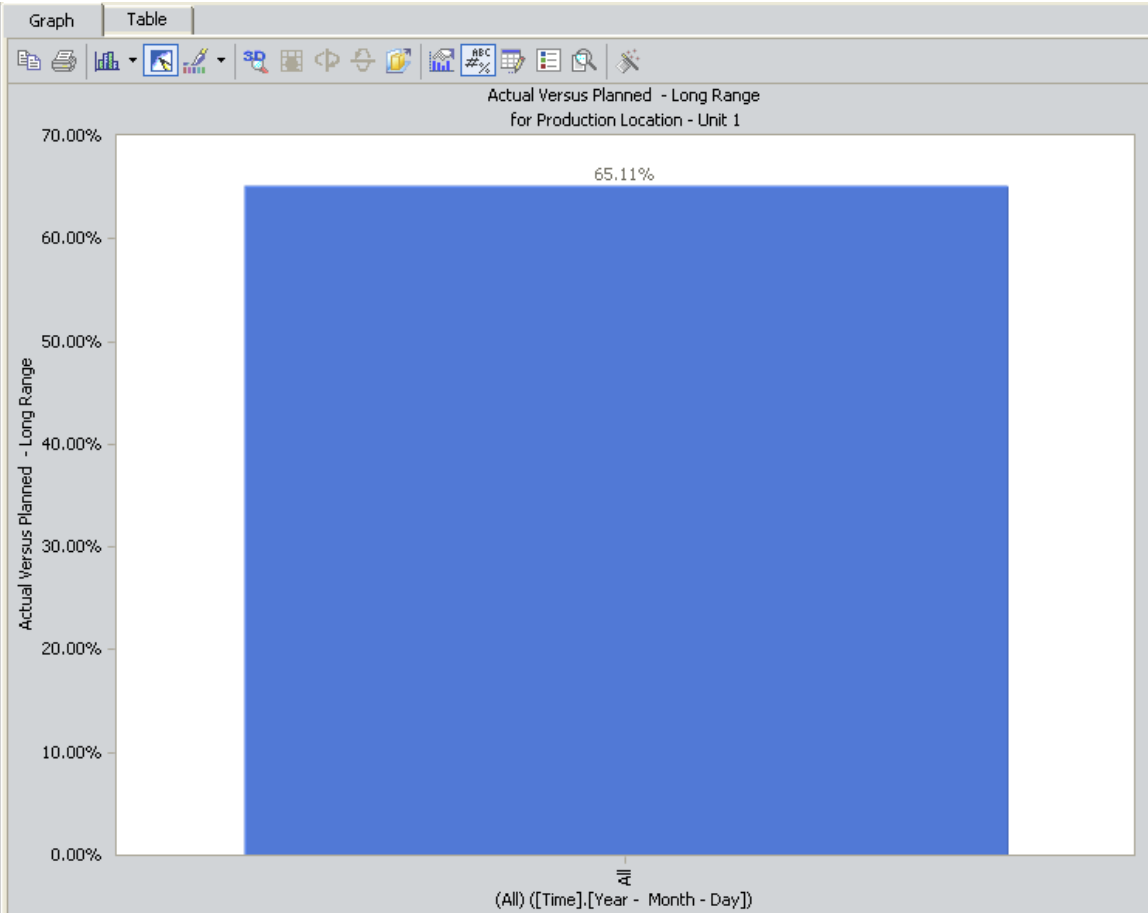 Graph
Table
3D
ABC
#%
Actual Versus Planned  - Long Range
for Production Location - Unit 1
70.00%
65.11%
60.00%
50.00%
40.00%
30.00%
20.00%
10.00%
0.00%
Actual Versus Planned  - Long Range
All
(All) ([Time].[Year -  Month - Day])